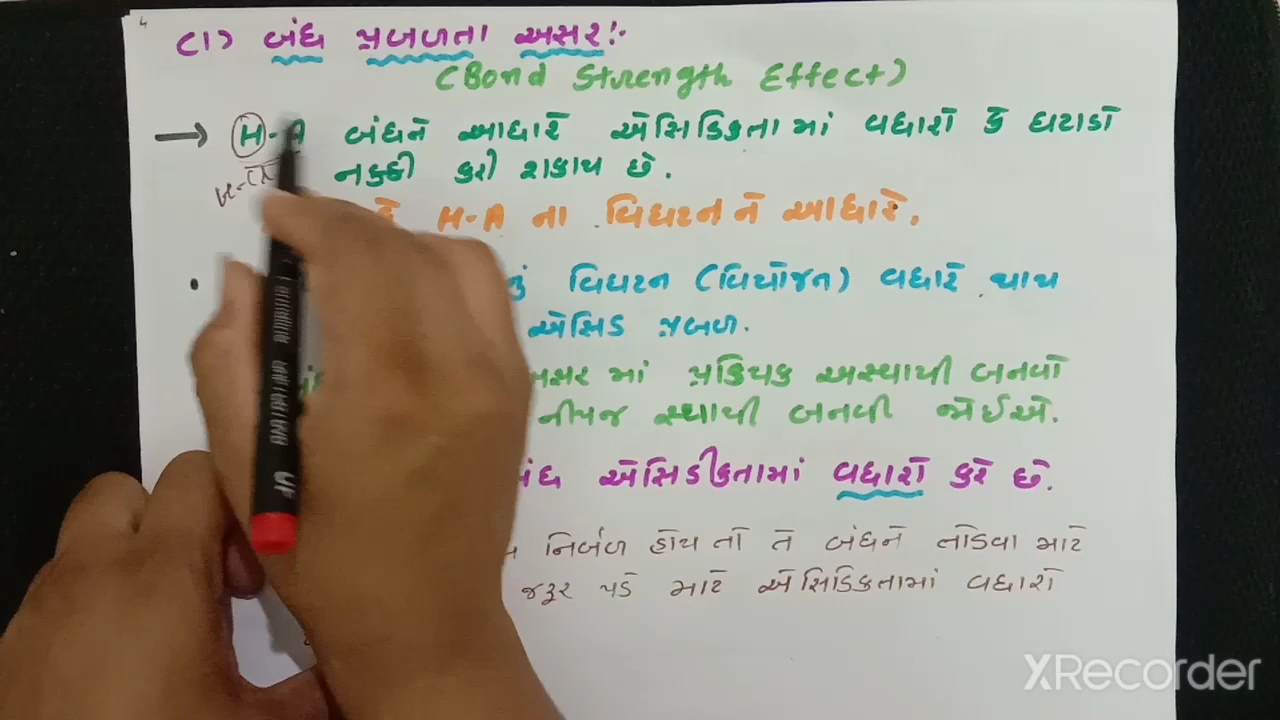 (1) બંધ પ્રબળતા અસર:-
(Bond Strength Effect)
→ H-A બંધને આધારે એસિડિકતામાં વધારો કે ઘટાડો
નક્કી કરી શકાય છે.
H-A ના વિઘટનને આધારે.
• વિઘટન (વિયોજન) વધારે થાય
એસિડ પ્રબળ.
અસર માં પ્રક્રિયક અસ્થાયી બનવો
નીપજ સ્થાયી બનવી જોઈએ.
બંધ એસિડીકતામાં વધારો કરે છે.
નિર્બળ હોય તો તે બંધને તોડવા માટે
જરૂર પડે માટે એસિડિકતામાં વધારો
XRecorder